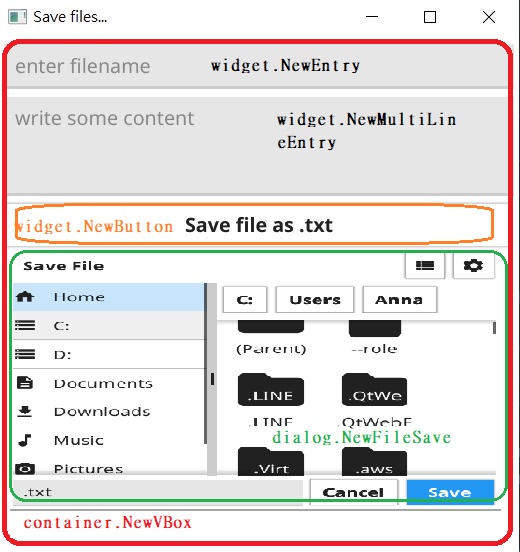 Save files...
enter filename widget.NewEntry
write some content widget.NewMultiLin
eEntry
widget.NewButton Save file as .txt
Save File
Home
C: Users Anna
C:
(Parent) --role
D:
Documents
.LINE .QtWe
Downloads
.LINE .QtWebE
Music
dialog.NewFileSave
Pictures
.Virt .aws
.txt Cancel Save
container.NewVBox